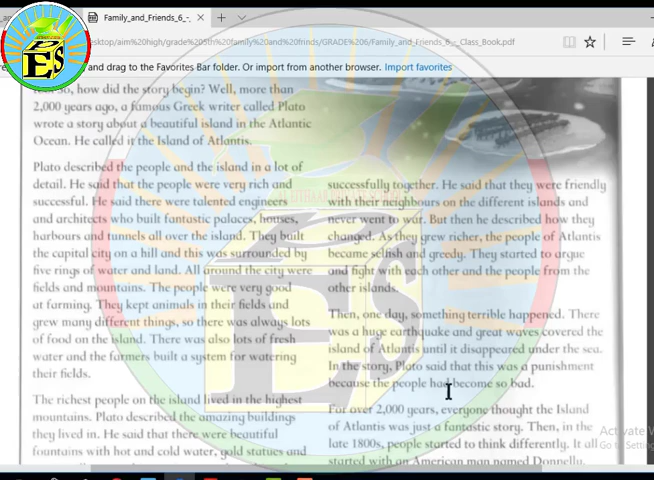 Family_and_Friends_6_-_
esktop/aim%20high/grade%205th%20family%20and%20frinds/GRADE%206/Family_and_Friends_6_-_Class_Book.pdf
and drag to the Favorites Bar folder. Or import from another browser. Import favorites
ES
so, how did the story begin? Well, more than
2,000 years ago, a famous Greek writer called Plato
wrote a story about a beautiful island in the Atlantic
Ocean. He called it the Island of Atlantis.
Plato described the people and the island in a lot of
detail. He said that the people were very rich and
successful. He said there were talented engineers
and architects who built fantastic palaces, houses,
harbours and tunnels all over the island. They built
the capital city on a hill and this was surrounded by
five rings of water and land. All around the city were
fields and mountains. The people were very good
at farming. They kept animals in their fields and
grew many different things, so there was always lots
of food on the island. There was also lots of fresh
water and the farmers built a system for watering
their fields.
The richest people on the island lived in the highest
mountains. Plato described the amazing buildings
they lived in. He said that there were beautiful
fountains with hot and cold water, gold statues and
successfully together. He said that they were friendly
with their neighbours on the different islands and
never went to war. But then he described how they
changed. As they grew richer, the people of Atlantis
became selfish and greedy. They started to argue
and fight with each other and the people from the
other islands.
Then, one day, something terrible happened. There
was a huge earthquake and great waves covered the
island of Atlantis until it disappeared under the sea.
In the story, Plato said that this was a punishment
because the people had become so bad.
For over 2,000 years, everyone thought the Island
of Atlantis was just a fantastic story. Then, in the
late 1800s, people started to think differently. It all
started with an American man named Donnelly.
Activate W
Go to Setting